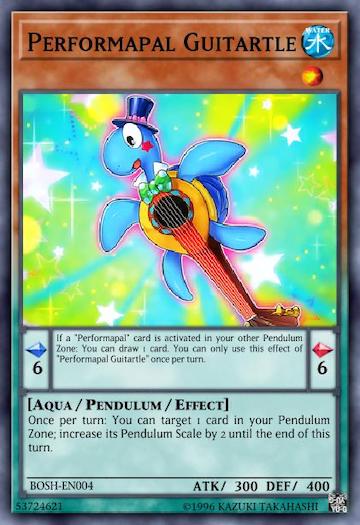 PERFORMAPAL GUITARTLE
WATER
水
If a "Performapal" card is activated in your other Pendulum
Zone: You can draw 1 card. You can only use this effect of
"Performapal Guitartle" once per turn.
6
6
[AQUA / PENDULUM / EFFECT]
Once per turn: You can target 1 card in your Pendulum
Zone; increase its Pendulum Scale by 2 until the end of this
turn.
BOSH-EN004
ATK/ 300 DEF/ 400
53724621
©1996 KAZUKI TAKAHASHI